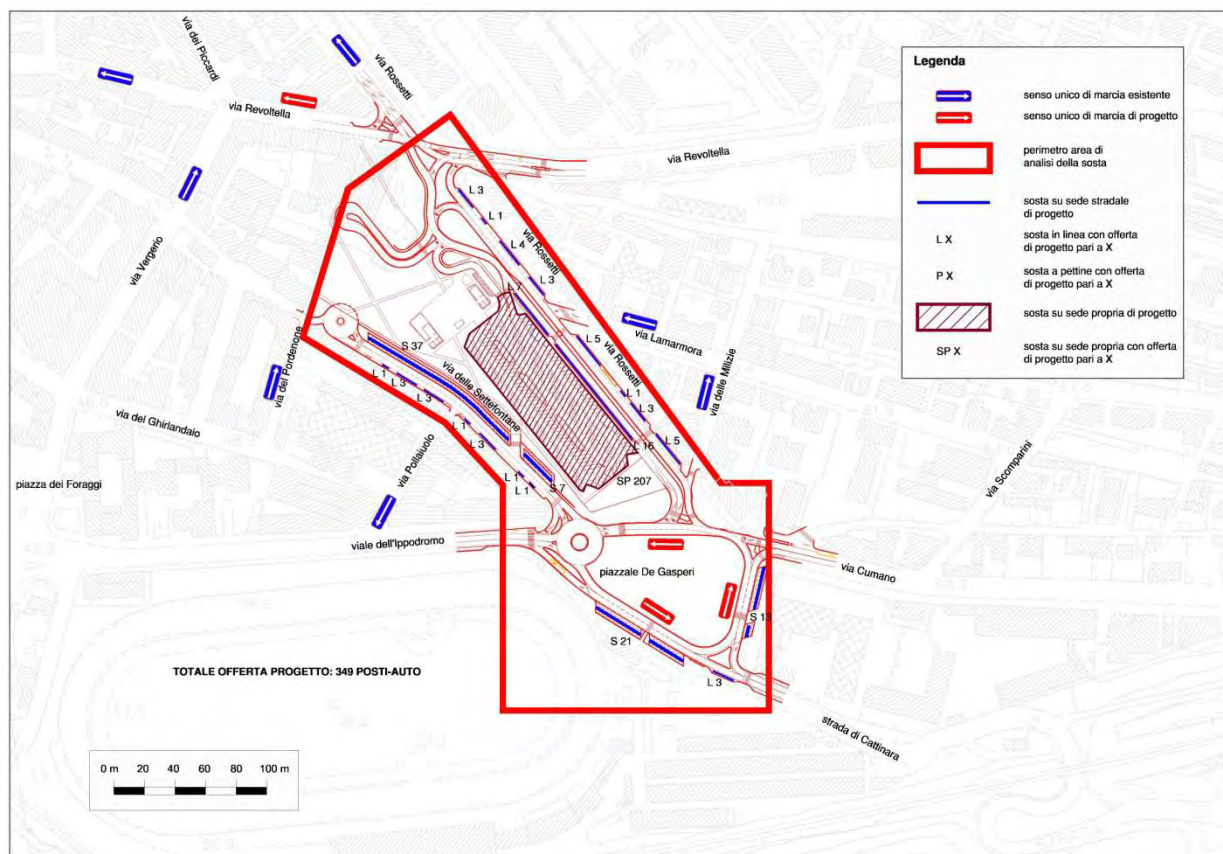 via dei Piccardi
via Rossetti
via Revoltella
via Revoltella
via Vergerio
L 3
L 1
via Rossetti
L 4
L 3
L 7
via Lamarmora
L 5
via Rossetti
via delle Milizie
L 1
L 3
L 16
L 5
S 37
via delle Settefontane
via del Pordenone
L 1
L 3
L 3
L 1
L 3
L 1
L 1
S 7
SP 207
via del Ghirlandaio
via Pollaiuolo
piazza dei Foraggi
viale dell'Ippodromo
via Scomparini
via Cumano
piazzale De Gasperi
S 13
S 21
L 3
strada di Cattinara
TOTALE OFFERTA PROGETTO: 349 POSTI-AUTO
0 m 20 40 60 80 100 m
Legenda
senso unico di marcia esistente
senso unico di marcia di progetto
perimetro area di
analisi della sosta
sosta su sede stradale
di progetto
L X
sosta in linea con offerta
di progetto pari a X
P X
sosta a pettine con offerta
di progetto pari a X
sosta su sede propria di progetto
SP X
sosta su sede propria con offerta
di progetto pari a X